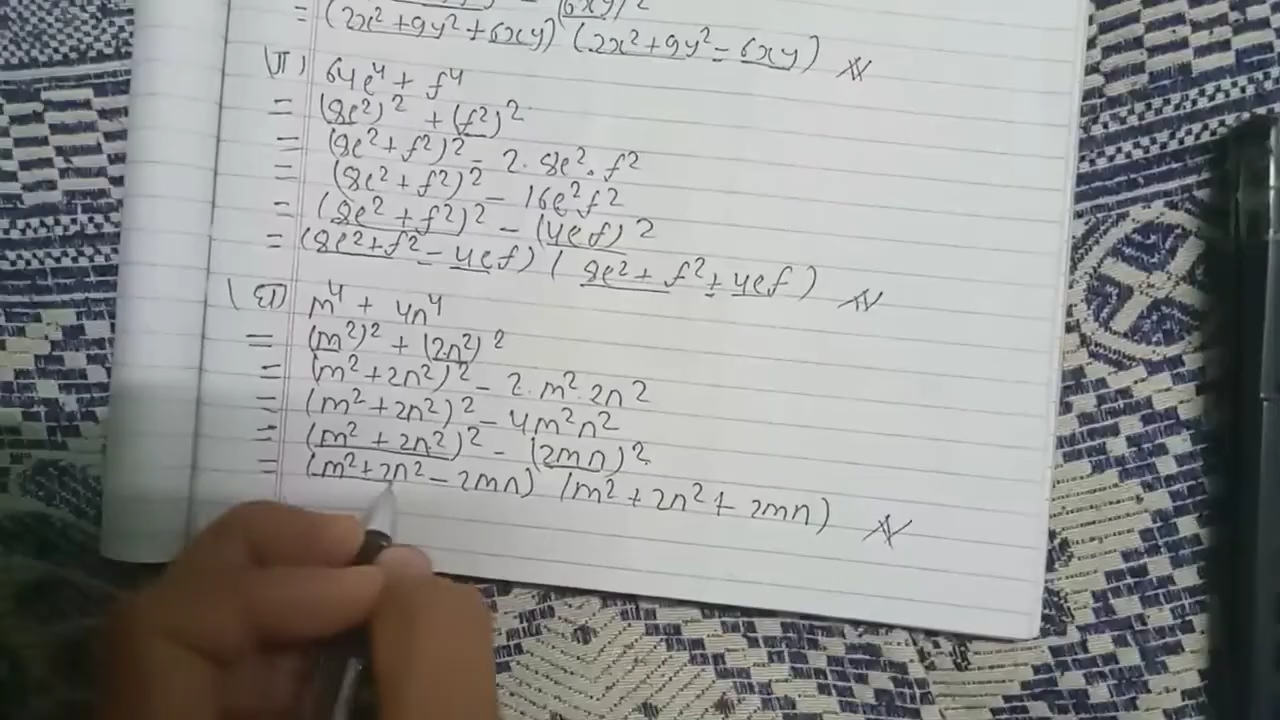 = (2x² + 9y² + 6xy) (2x² + 9y² - 6xy)
64e⁴ + f⁴
= (8e²)² + (f²)²
= (8e² + f²)² - 2. 8e². f²
= (8e² + f²)² - 16e²f²
= (8e² + f²)² - (4ef)²
= (8e² + f² - 4ef) (8e² + f² + 4ef)
(घ) m⁴ + 4n⁴
= (m²)² + (2n²)²
= (m² + 2n²)² - 2. m². 2n²
= (m² + 2n²)² - 4m²n²
= (m² + 2n²)² - (2mn)²
= (m² + 2n² - 2mn) (m² + 2n² + 2mn)